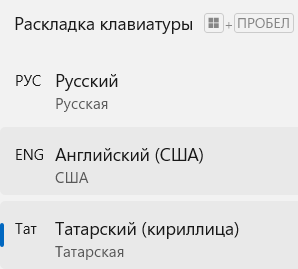 Раскладка клавиатуры + ПРОБЕЛ
РУС Русский
Русская
ENG Английский (США)
США
Тат Татарский (кириллица)
Татарская